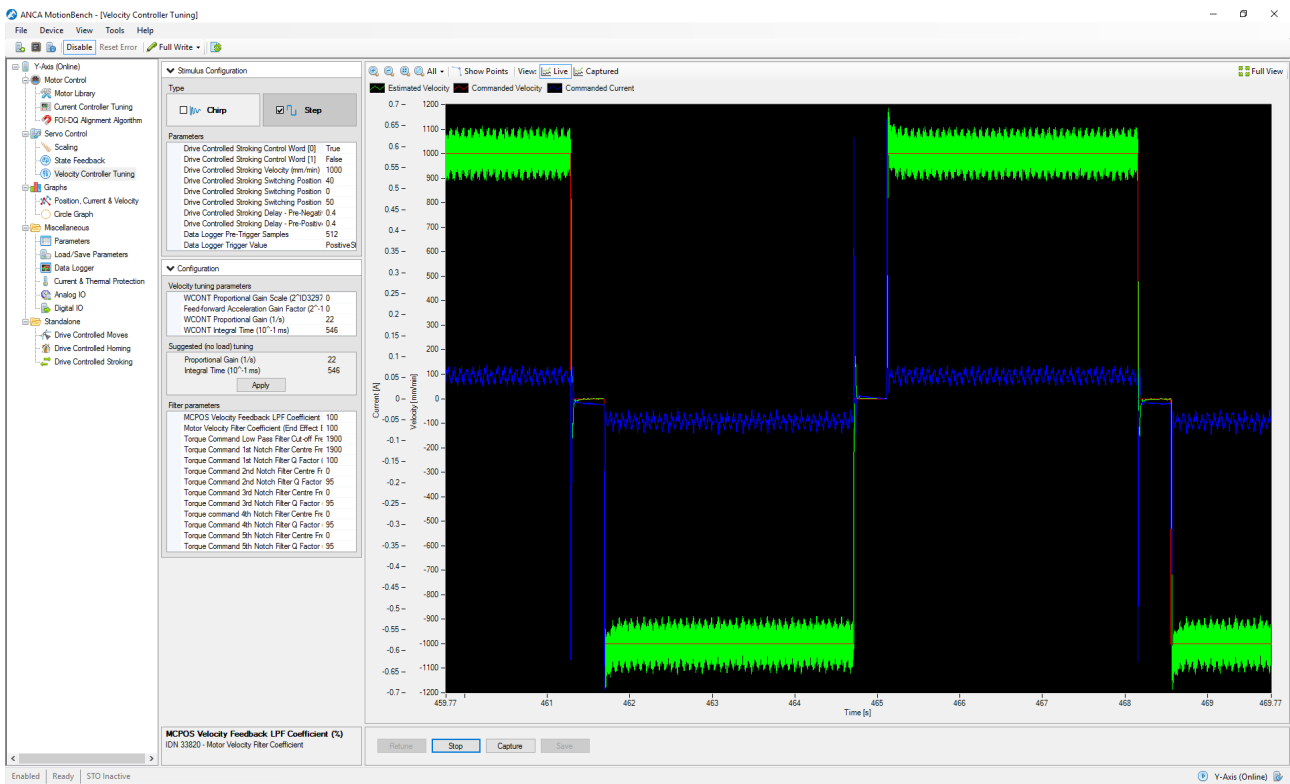 ANCA MotionBench - [Velocity Controller Tuning]
File Device View Tools Help
Disable Reset Error Full Write
Y-Axis (Online)
Motor Control
Motor Library
Current Controller Tuning
FOI-DQ Alignment Algorithm
Servo Control
Scaling
State Feedback
Velocity Controller Tuning
Graphs
Position, Current & Velocity
Circle Graph
Miscellaneous
Parameters
Load/Save Parameters
Data Logger
Current & Thermal Protection
Analog IO
Digital IO
Standalone
Drive Controlled Moves
Drive Controlled Homing
Drive Controlled Stroking
Stimulus Configuration
Type
Chirp Step
Parameters
Drive Controlled Stroking Control Word [0] True
Drive Controlled Stroking Control Word [1] False
Drive Controlled Stroking Velocity (mm/min) 1000
Drive Controlled Stroking Switching Position 40
Drive Controlled Stroking Switching Position 0
Drive Controlled Stroking Switching Position 50
Drive Controlled Stroking Delay - Pre-Negati 0.4
Drive Controlled Stroking Delay - Pre-Positiv 0.4
Data Logger Pre-Trigger Samples 512
Data Logger Trigger Value PositiveSt
Configuration
Velocity tuning parameters
WCONT Proportional Gain Scale (2^ID3297 0
Feed-forward Acceleration Gain Factor (2^-1 0
WCONT Proportional Gain (1/s) 22
WCONT Integral Time (10^-1 ms) 546
Suggested (no load) tuning
Proportional Gain (1/s) 22
Integral Time (10^-1 ms) 546
Apply
Filter parameters
MCPOS Velocity Feedback LPF Coefficient 100
Motor Velocity Filter Coefficient (End Effect E 100
Torque Command Low Pass Filter Cut-off Fre 1900
Torque Command 1st Notch Filter Centre Fre 1900
Torque Command 1st Notch Filter Q Factor ( 100
Torque Command 2nd Notch Filter Centre Fr 0
Torque Command 2nd Notch Filter Q Factor 95
Torque Command 3rd Notch Filter Centre Fre 0
Torque Command 3rd Notch Filter Q Factor 95
Torque command 4th Notch Filter Centre Fre 0
Torque Command 4th Notch Filter Q Factor 95
Torque Command 5th Notch Filter Centre Fre 0
Torque Command 5th Notch Filter Q Factor 95
MCPOS Velocity Feedback LPF Coefficient (%)
IDN 33820 - Motor Velocity Filter Coefficient
All Show Points View: Live Captured Full View
Estimated Velocity Commanded Velocity Commanded Current
0.7 1200
0.65 1100
0.6 1000
0.55 900
0.5 800
0.45 700
0.4 600
0.35 500
0.3 400
0.25 300
0.2 200
0.15 100
0.1 0
0.05 -100
0 -200
-0.05 -300
-0.1 -400
-0.15 -500
-0.2 -600
-0.25 -700
-0.3 -800
-0.35 -900
-0.4 -1000
-0.45 -1100
-0.5 -1200
-0.55
-0.6
-0.65
-0.7
Current [A]
Velocity [mm/min]
459.77 461 462 463 464 465 466 467 468 469 469.77
Time [s]
Retune Stop Capture Save
Enabled Ready STO Inactive Y-Axis (Online)